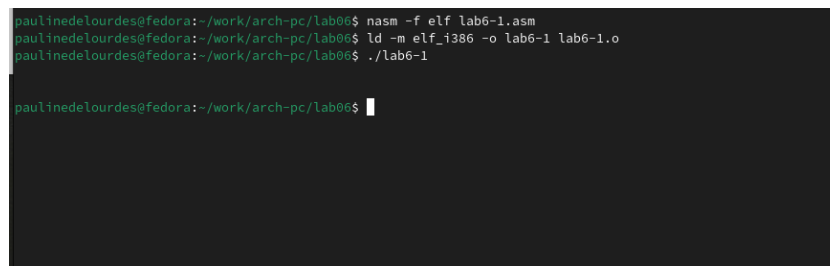 paulinedelourdes@fedora:~/work/arch-pc/lab06$ nasm -f elf lab6-1.asm
paulinedelourdes@fedora:~/work/arch-pc/lab06$ ld -m elf_i386 -o lab6-1 lab6-1.o
paulinedelourdes@fedora:~/work/arch-pc/lab06$ ./lab6-1
paulinedelourdes@fedora:~/work/arch-pc/lab06$